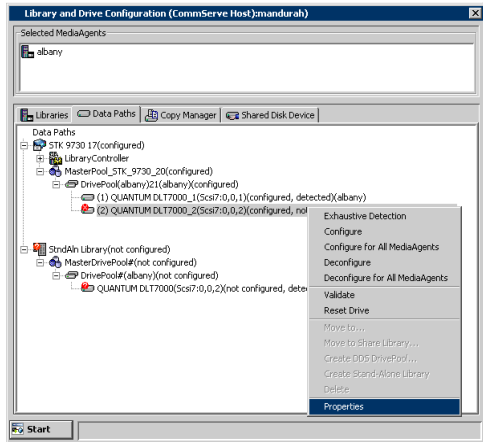 Library and Drive Configuration (CommServe Host):mandurah)
Selected MediaAgents
albany
Libraries
Data Paths
Copy Manager
Shared Disk Device
Data Paths
STK 9730 17(configured)
LibraryController
MasterPool_STK_9730_20(configured)
DrivePool(albany)21(albany)(configured)
(1) QUANTUM DLT7000_1(Scsi7:0,0,1)(configured, detected)(albany)
(2) QUANTUM DLT7000_2(Scsi7:0,0,2)(configured, not
StndAln Library(not configured)
MasterDrivePool#(not configured)
DrivePool#(albany)(not configured)
QUANTUM DLT7000(Scsi7:0,0,2)(not configured, dete
Exhaustive Detection
Configure
Configure for All MediaAgents
Deconfigure
Deconfigure for All MediaAgents
Validate
Reset Drive
Move to...
Move to Share Library...
Create DDS DrivePool...
Create Stand-Alone Library
Delete
Properties
Start